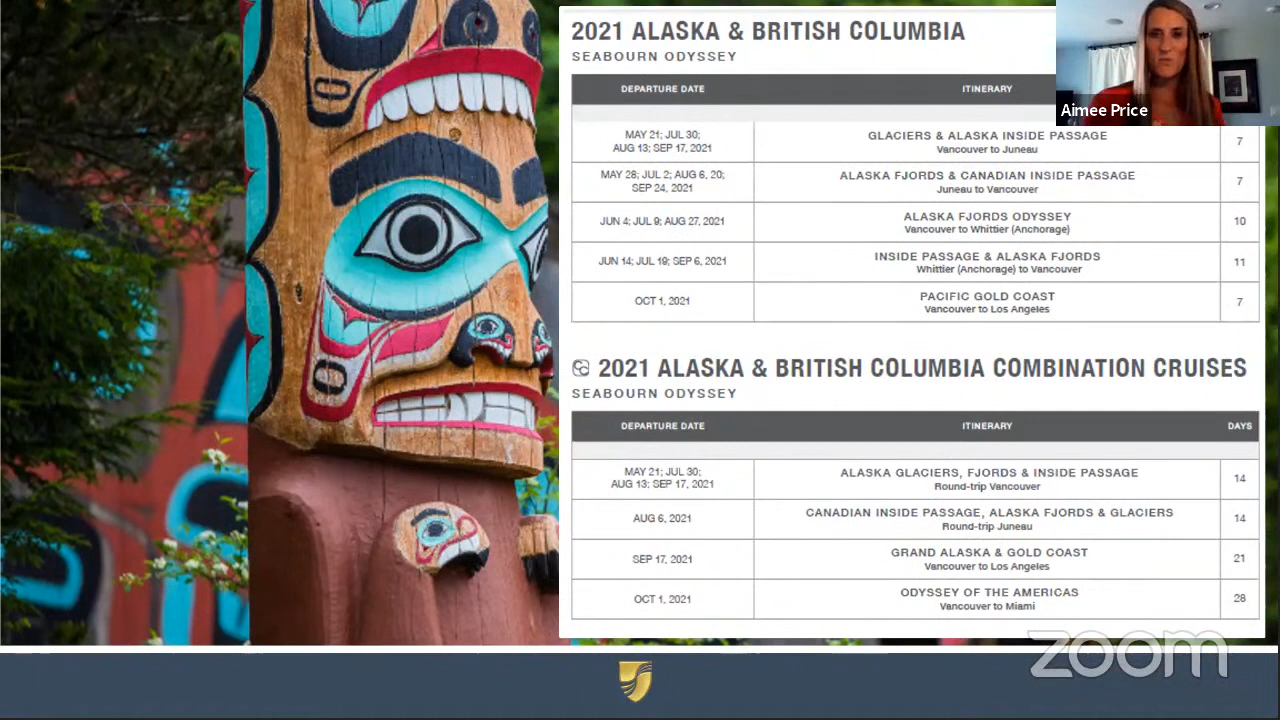 2021 ALASKA & BRITISH COLUMBIA
SEABOURN ODYSSEY
DEPARTURE DATE ITINERARY
Aimee Price
MAY 21; JUL 30;
AUG 13; SEP 17, 2021
GLACIERS & ALASKA INSIDE PASSAGE
Vancouver to Juneau
7
MAY 28; JUL 2; AUG 6, 20;
SEP 24, 2021
ALASKA FJORDS & CANADIAN INSIDE PASSAGE
Juneau to Vancouver
7
JUN 4; JUL 9; AUG 27, 2021
ALASKA FJORDS ODYSSEY
Vancouver to Whittier (Anchorage)
10
JUN 14; JUL 19; SEP 6, 2021
INSIDE PASSAGE & ALASKA FJORDS
Whittier (Anchorage) to Vancouver
11
OCT 1, 2021
PACIFIC GOLD COAST
Vancouver to Los Angeles
7
2021 ALASKA & BRITISH COLUMBIA COMBINATION CRUISES
SEABOURN ODYSSEY
DEPARTURE DATE ITINERARY DAYS
MAY 21; JUL 30;
AUG 13; SEP 17, 2021
ALASKA GLACIERS, FJORDS & INSIDE PASSAGE
Round-trip Vancouver
14
AUG 6, 2021
CANADIAN INSIDE PASSAGE, ALASKA FJORDS & GLACIERS
Round-trip Juneau
14
SEP 17, 2021
GRAND ALASKA & GOLD COAST
Vancouver to Los Angeles
21
OCT 1, 2021
ODYSSEY OF THE AMERICAS
Vancouver to Miami
28
zoom